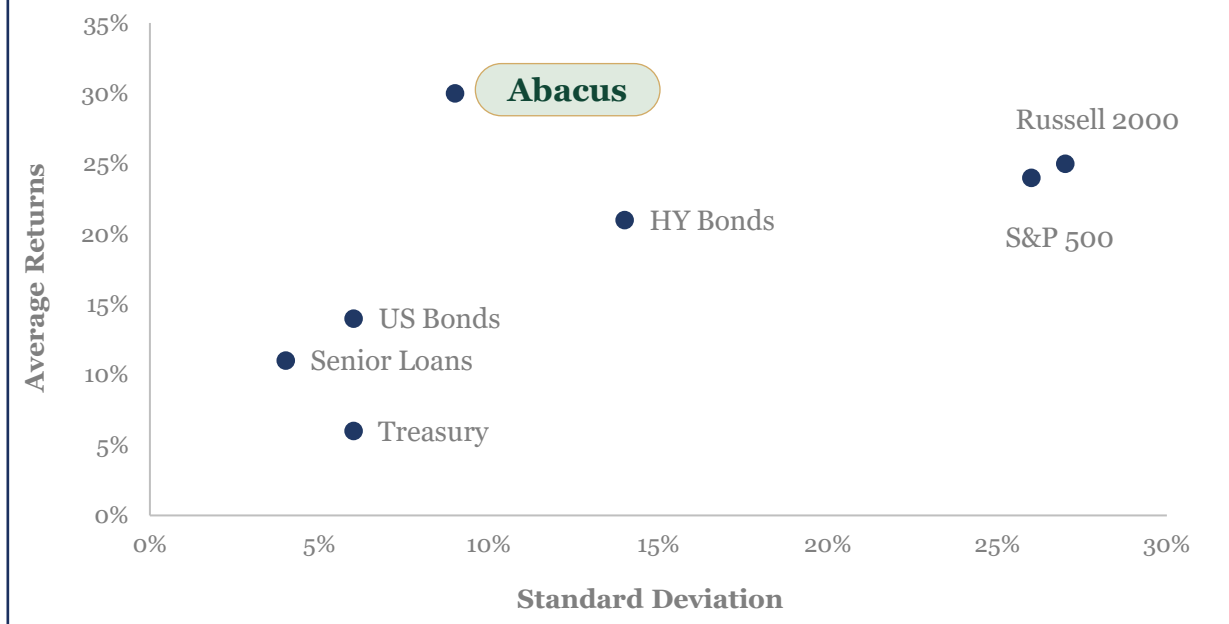 35%
30%
Abacus
Russell 2000
25%
HY Bonds
20%
S&P 500
15%
US Bonds
Senior Loans
10%
Treasury
5%
0%
Average Returns
0% 5% 10% 15% 20% 25% 30%
Standard Deviation